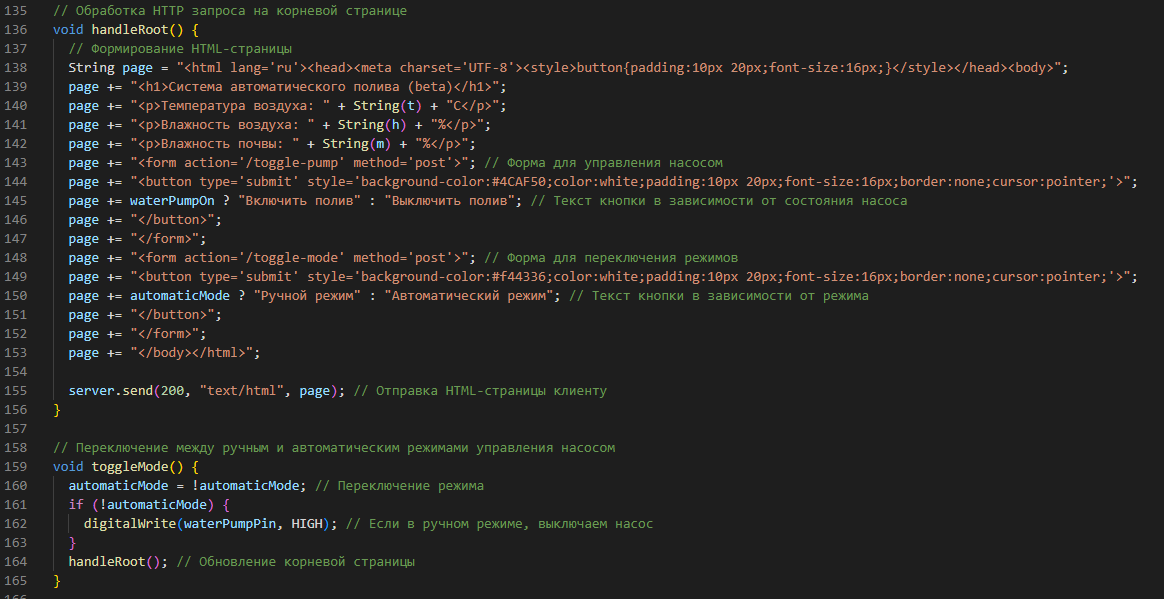 135 // Обработка HTTP запроса на корневой странице
136 void handleRoot() {
137   // Формирование HTML-страницы
138   String page = "<html lang='ru'><head><meta charset='UTF-8'><style>button{padding:10px 20px;font-size:16px;}</style></head><body>";
139   page += "<h1>Система автоматического полива (beta)</h1>";
140   page += "<p>Температура воздуха: " + String(t) + "C</p>";
141   page += "<p>Влажность воздуха: " + String(h) + "%</p>";
142   page += "<p>Влажность почвы: " + String(m) + "%</p>";
143   page += "<form action='/toggle-pump' method='post'>"; // Форма для управления насосом
144   page += "<button type='submit' style='background-color:#4CAF50;color:white;padding:10px 20px;font-size:16px;border:none;cursor:pointer;'>";
145   page += waterPumpOn ? "Включить полив" : "Выключить полив"; // Текст кнопки в зависимости от состояния насоса
146   page += "</button>";
147   page += "</form>";
148   page += "<form action='/toggle-mode' method='post'>"; // Форма для переключения режимов
149   page += "<button type='submit' style='background-color:#f44336;color:white;padding:10px 20px;font-size:16px;border:none;cursor:pointer;'>";
150   page += automaticMode ? "Ручной режим" : "Автоматический режим"; // Текст кнопки в зависимости от режима
151   page += "</button>";
152   page += "</form>";
153   page += "</body></html>";
154
155   server.send(200, "text/html", page); // Отправка HTML-страницы клиенту
156 }
157
158 // Переключение между ручным и автоматическим режимами управления насосом
159 void toggleMode() {
160   automaticMode = !automaticMode; // Переключение режима
161   if (!automaticMode) {
162     digitalWrite(waterPumpPin, HIGH); // Если в ручном режиме, выключаем насос
163   }
164   handleRoot(); // Обновление корневой страницы
165 }